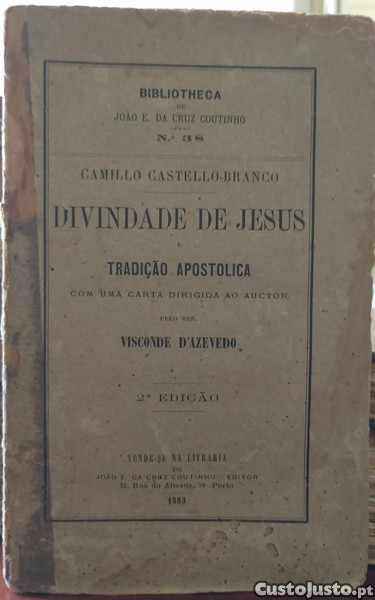 BIBLIOTHECA
DE
JOÃO E. DA CRUZ COUTINHO
N.º 38
CAMILLO CASTELLO-BRANCO
DIVINDADE DE JESUS
E
TRADIÇÃO APOSTOLICA
COM UMA CARTA DIRIGIDA AO AUCTOR
PELO SNR.
VISCONDE D'AZEVEDO
2ª EDIÇÃO
VENDE-SE NA LIVRARIA
DE
JOÃO E. DA CRUZ COUTINHO - EDITOR
Rua do Almada, Porto
1883
CustoJusto.pt